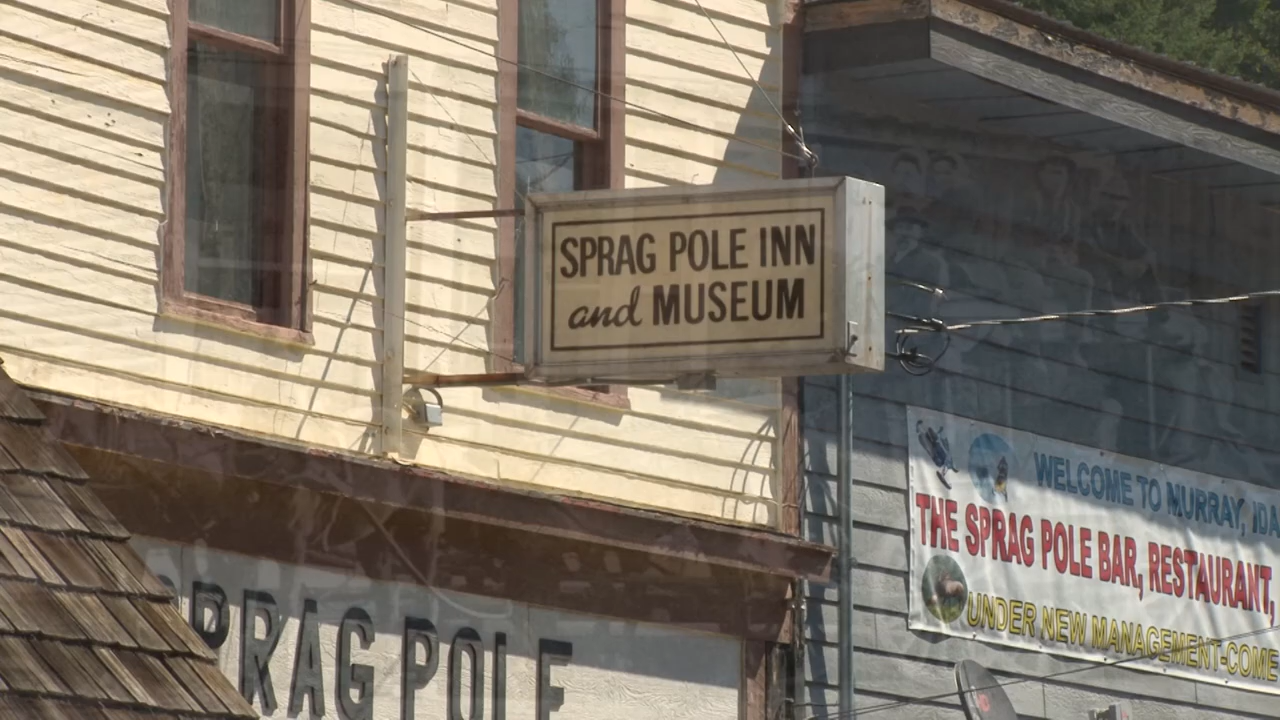 SPRAG POLE INN
and MUSEUM
WELCOME TO MURRAY, IDA
THE SPRAG POLE BAR, RESTAURANT,
UNDER NEW MANAGEMENT-COME
SPRAG POLE